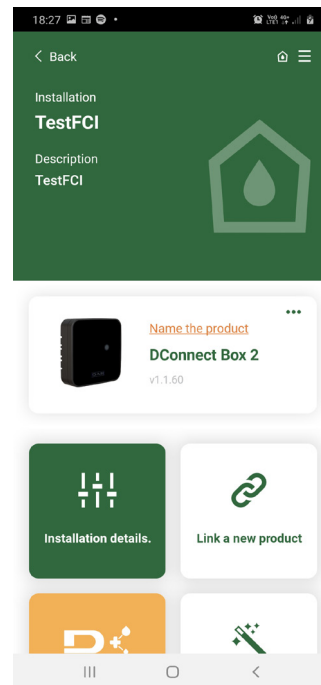 18:27
Back
Installation
TestFCI
Description
TestFCI
Name the product
DConnect Box 2
v1.1.60
Installation details.
Link a new product